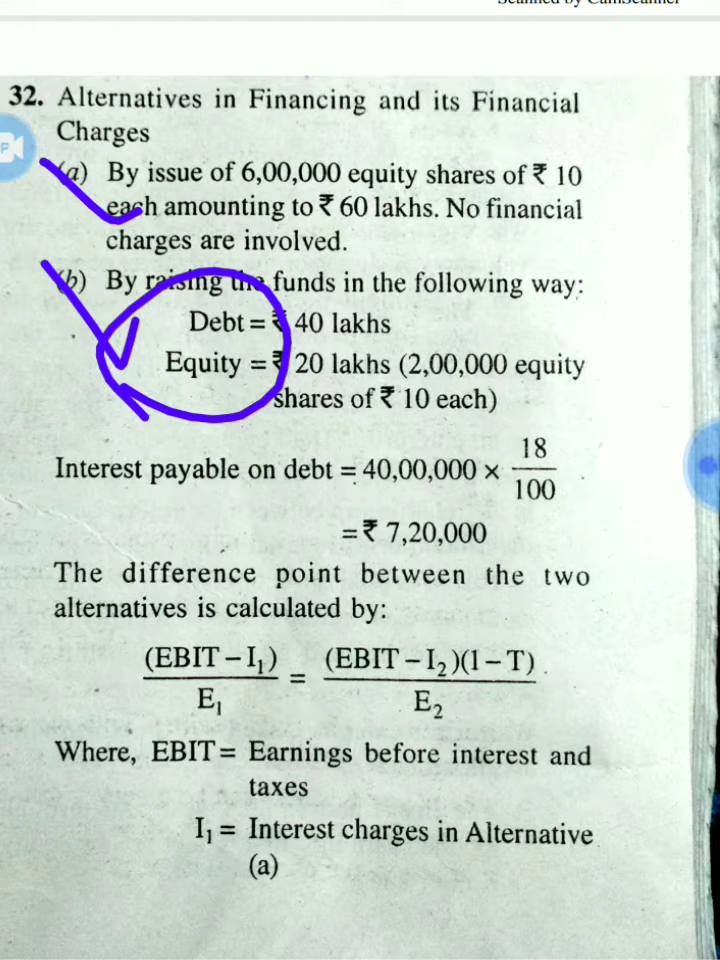 Scanned by CamScanner
32. Alternatives in Financing and its Financial
Charges
(a) By issue of 6,00,000 equity shares of ₹ 10
each amounting to ₹ 60 lakhs. No financial
charges are involved.
(b) By raising the funds in the following way:
Debt = ₹ 40 lakhs
Equity = ₹ 20 lakhs (2,00,000 equity
shares of ₹ 10 each)
Interest payable on debt = 40,00,000 × 18/100
= ₹ 7,20,000
The difference point between the two
alternatives is calculated by:
(EBIT – I₁)/E₁ = (EBIT – I₂)(1 – T)/E₂.
Where, EBIT = Earnings before interest and
taxes
I₁ = Interest charges in Alternative
(a)